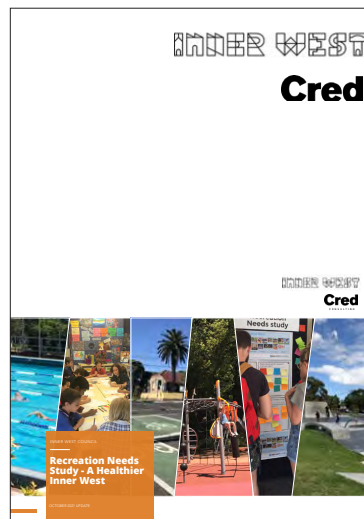 INNER WEST
Cred
INNER WEST
Cred
CONSULTING
Needs study
INNER WEST COUNCIL
Recreation Needs
Study - A Healthier
Inner West
OCTOBER 2021 UPDATE